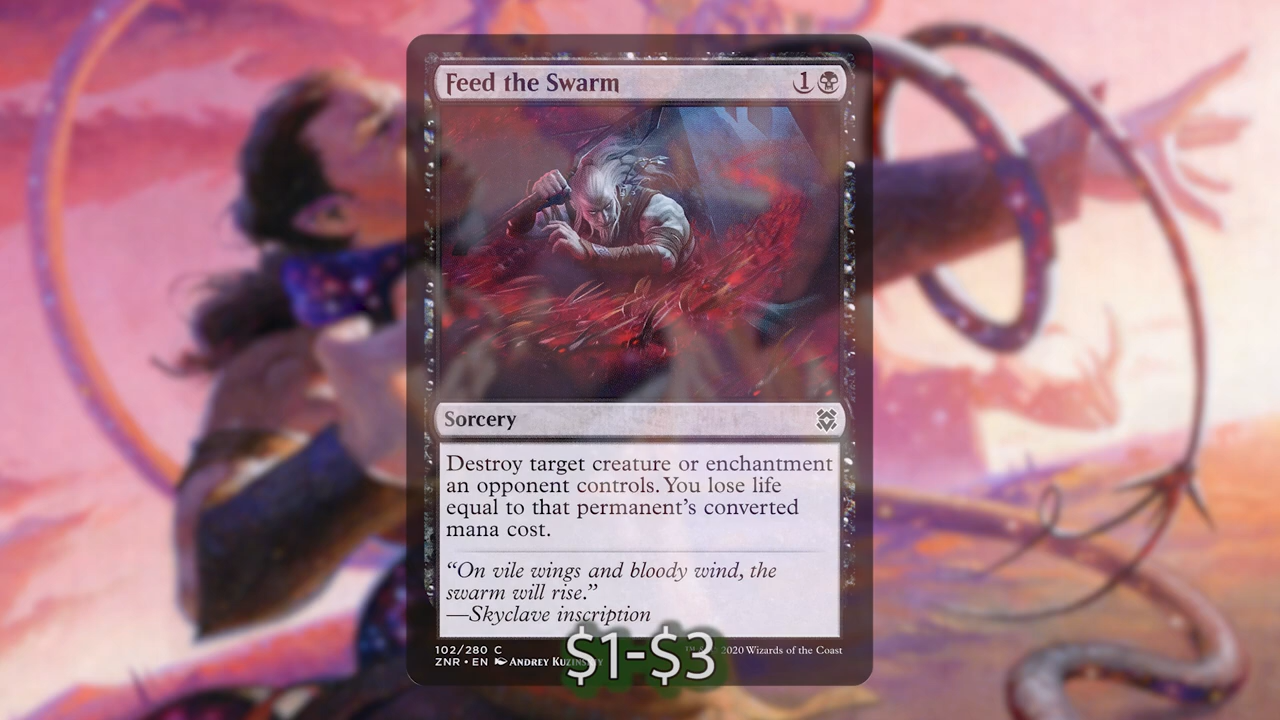 Feed the Swarm 1
Sorcery
Destroy target creature or enchantment
an opponent controls. You lose life
equal to that permanent's converted
mana cost.
“On vile wings and bloody wind, the
swarm will rise.”
—Skyclave inscription
102/280 C
ZNR • EN ANDREY
2020 Wizards of the Coast
$1-$3